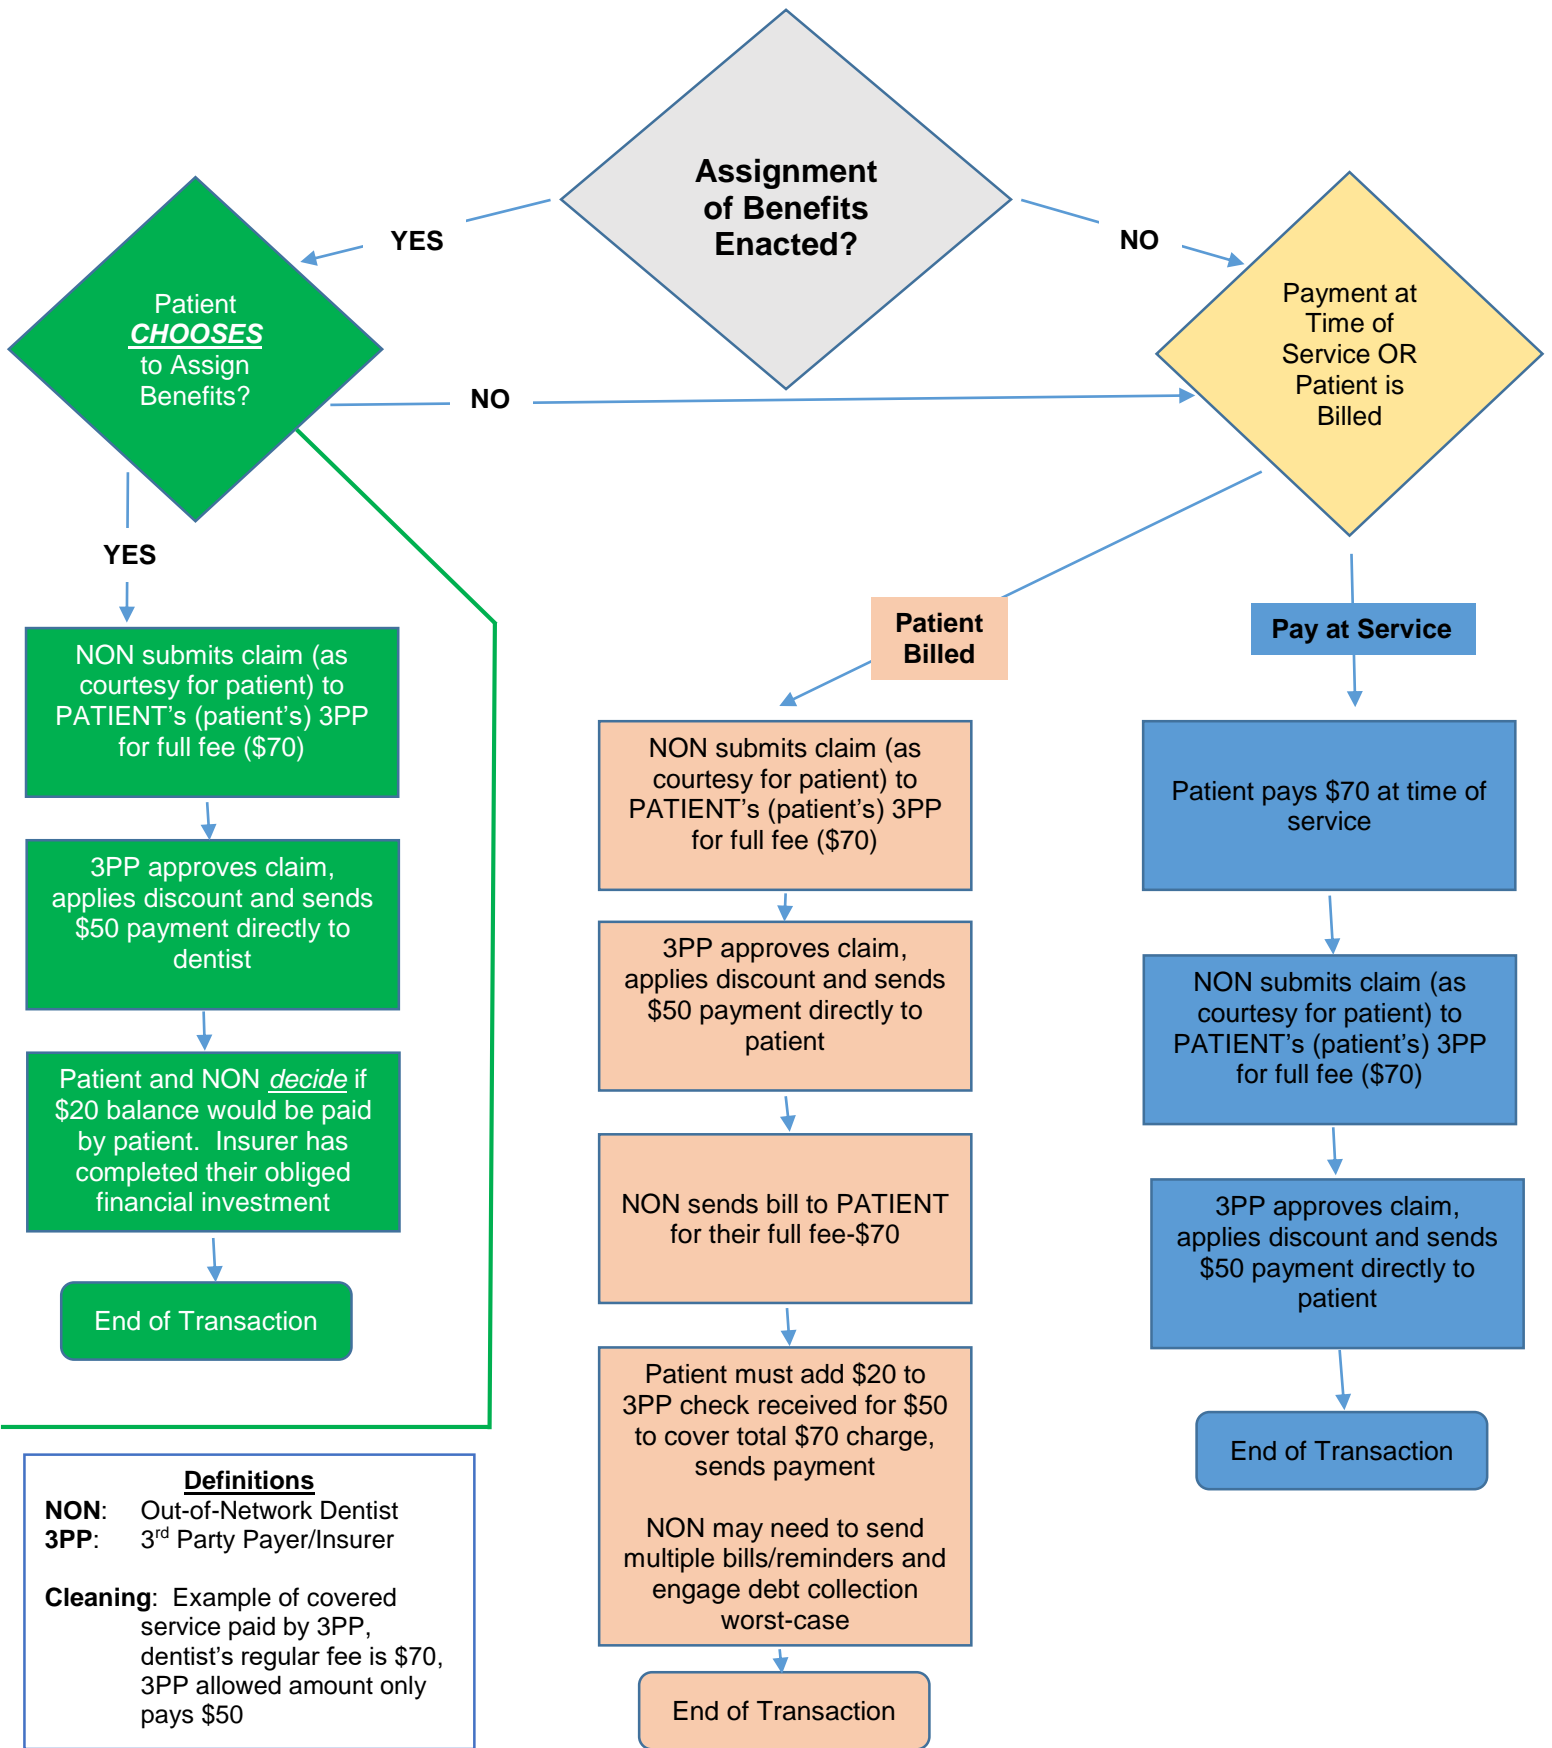 Assignment
of Benefits
Enacted?
YES
NO
Patient
CHOOSES
to Assign
Benefits?
Payment at
Time of
Service OR
Patient is
Billed
NO
YES
Patient
Billed
Pay at Service
NON submits claim (as
courtesy for patient) to
PATIENT’s (patient’s) 3PP
for full fee ($70)
3PP approves claim,
applies discount and sends
$50 payment directly to
dentist
Patient and NON decide if
$20 balance would be paid
by patient.  Insurer has
completed their obliged
financial investment
End of Transaction
NON submits claim (as
courtesy for patient) to
PATIENT’s (patient’s) 3PP
for full fee ($70)
3PP approves claim,
applies discount and sends
$50 payment directly to
patient
NON sends bill to PATIENT
for their full fee-$70
Patient must add $20 to
3PP check received for $50
to cover total $70 charge,
sends payment
NON may need to send
multiple bills/reminders and
engage debt collection
worst-case
End of Transaction
Patient pays $70 at time of
service
NON submits claim (as
courtesy for patient) to
PATIENT’s (patient’s) 3PP
for full fee ($70)
3PP approves claim,
applies discount and sends
$50 payment directly to
patient
End of Transaction
Definitions
NON: Out-of-Network Dentist
3PP: 3rd Party Payer/Insurer
Cleaning:  Example of covered
service paid by 3PP,
dentist’s regular fee is $70,
3PP allowed amount only
pays $50